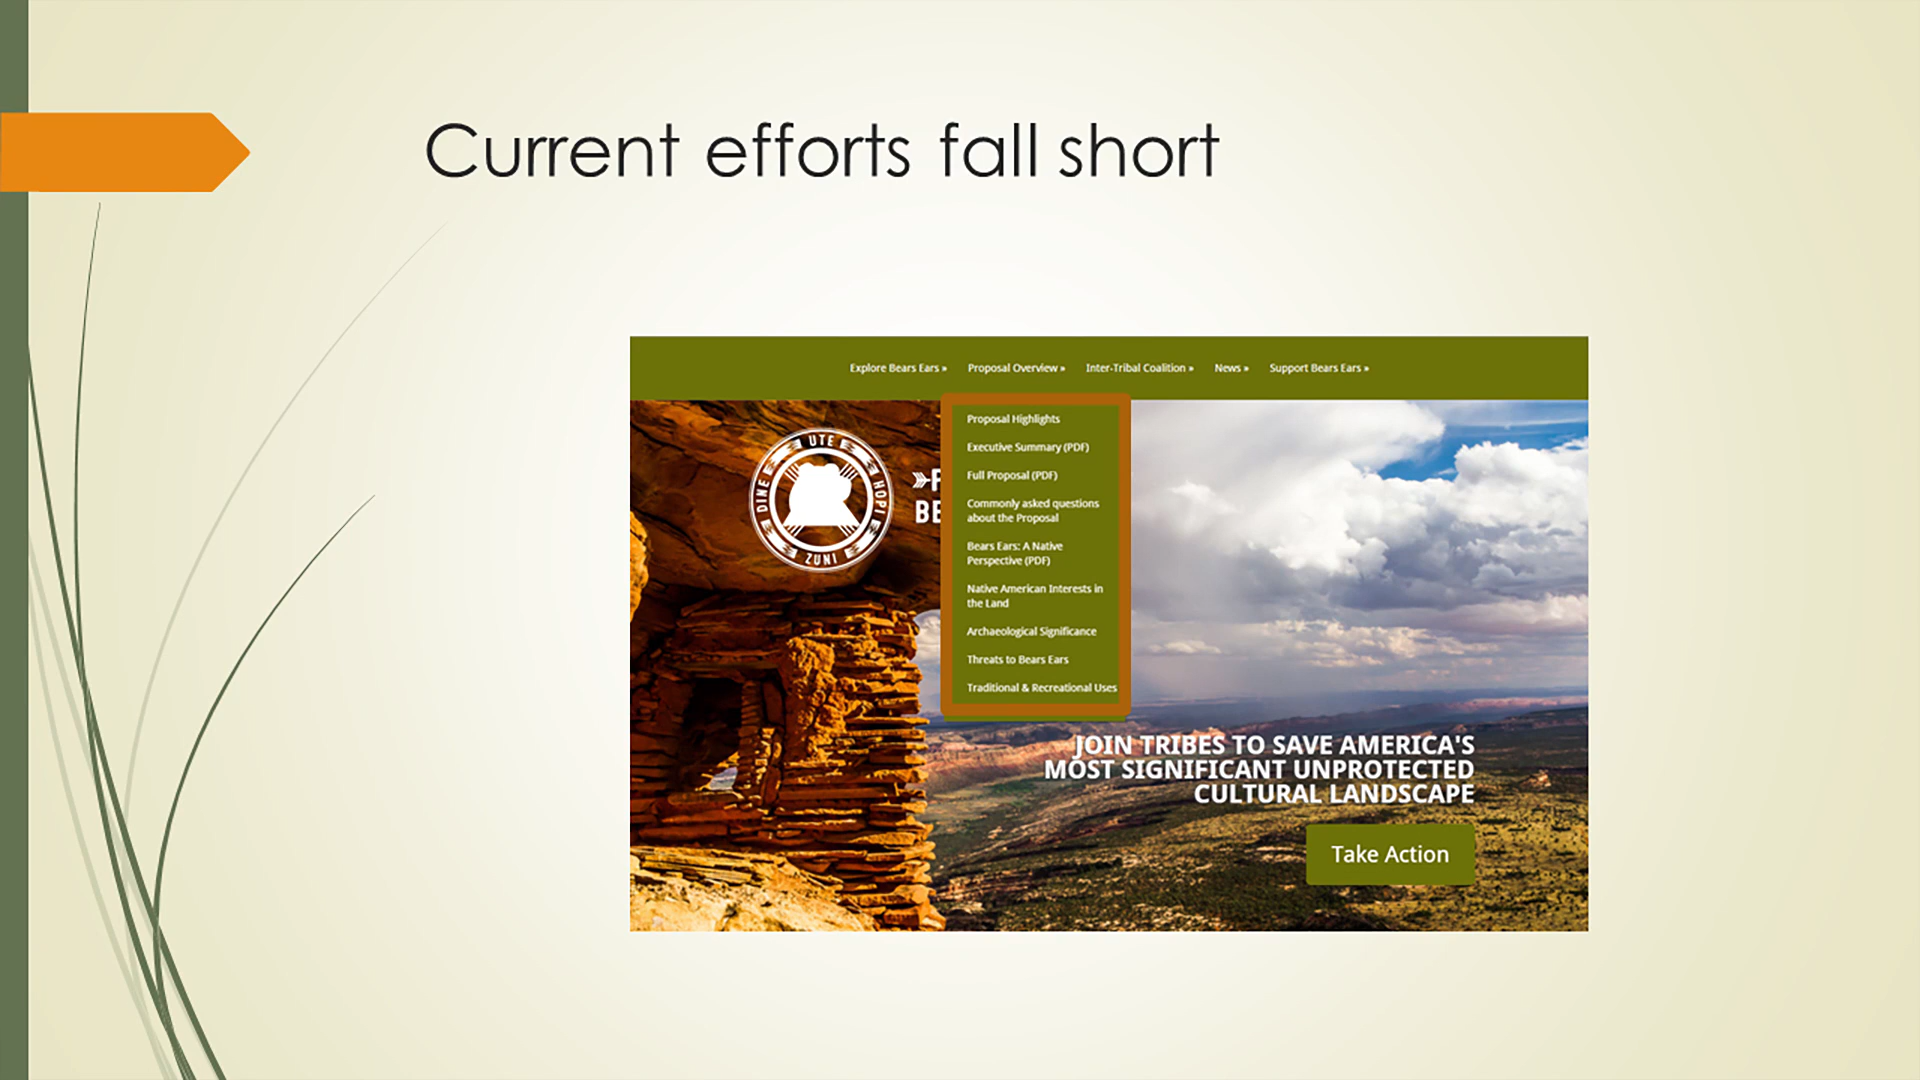 Current efforts fall short
Explore Bears Ears » Proposal Overview » Inter-Tribal Coalition » News » Support Bears Ears »
Proposal Highlights
Executive Summary (PDF)
Full Proposal (PDF)
Commonly asked questions
about the Proposal
Bears Ears: A Native
Perspective (PDF)
Native American Interests in
the Land
Archaeological Significance
Threats to Bears Ears
Traditional & Recreational Uses
UTE
DINE
HOPI
ZUNI
JOIN TRIBES TO SAVE AMERICA'S
MOST SIGNIFICANT UNPROTECTED
CULTURAL LANDSCAPE
Take Action